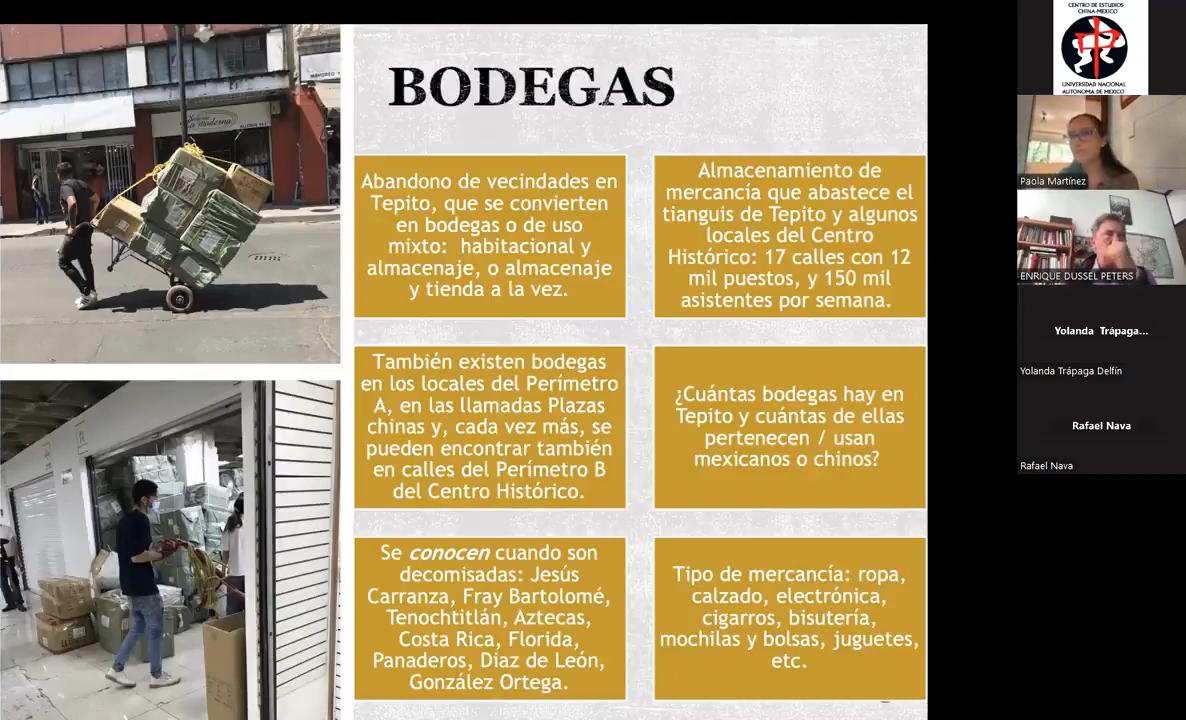 BODEGAS
Abandono de vecindades en
Tepito, que se convierten
en bodegas o de uso
mixto: habitacional y
almacenaje, o almacenaje
y tienda a la vez.
Almacenamiento de
mercancía que abastece el
tianguis de Tepito y algunos
locales del Centro
Histórico: 17 calles con 12
mil puestos, y 150 mil
asistentes por semana.
También existen bodegas
en los locales del Perímetro
A, en las llamadas Plazas
chinas y, cada vez más, se
pueden encontrar también
en calles del Perímetro B
del Centro Histórico.
¿Cuántas bodegas hay en
Tepito y cuántas de ellas
pertenecen / usan
mexicanos o chinos?
Se conocen cuando son
decomisadas: Jesús
Carranza, Fray Bartolomé,
Tenochtitlán, Aztecas,
Costa Rica, Florida,
Panaderos, Diaz de León,
González Ortega.
Tipo de mercancía: ropa,
calzado, electrónica,
cigarros, bisutería,
mochilas y bolsas, juguetes,
etc.
CENTRO DE ESTUDIOS
CHINA-MEXICO
UNIVERSIDAD NACIONAL
AUTONOMA DE MEXICO
Paola Martínez
ENRIQUE DUSSEL PETERS
Yolanda Trápaga...
Yolanda Trápaga Delfín
Rafael Nava
Rafael Nava